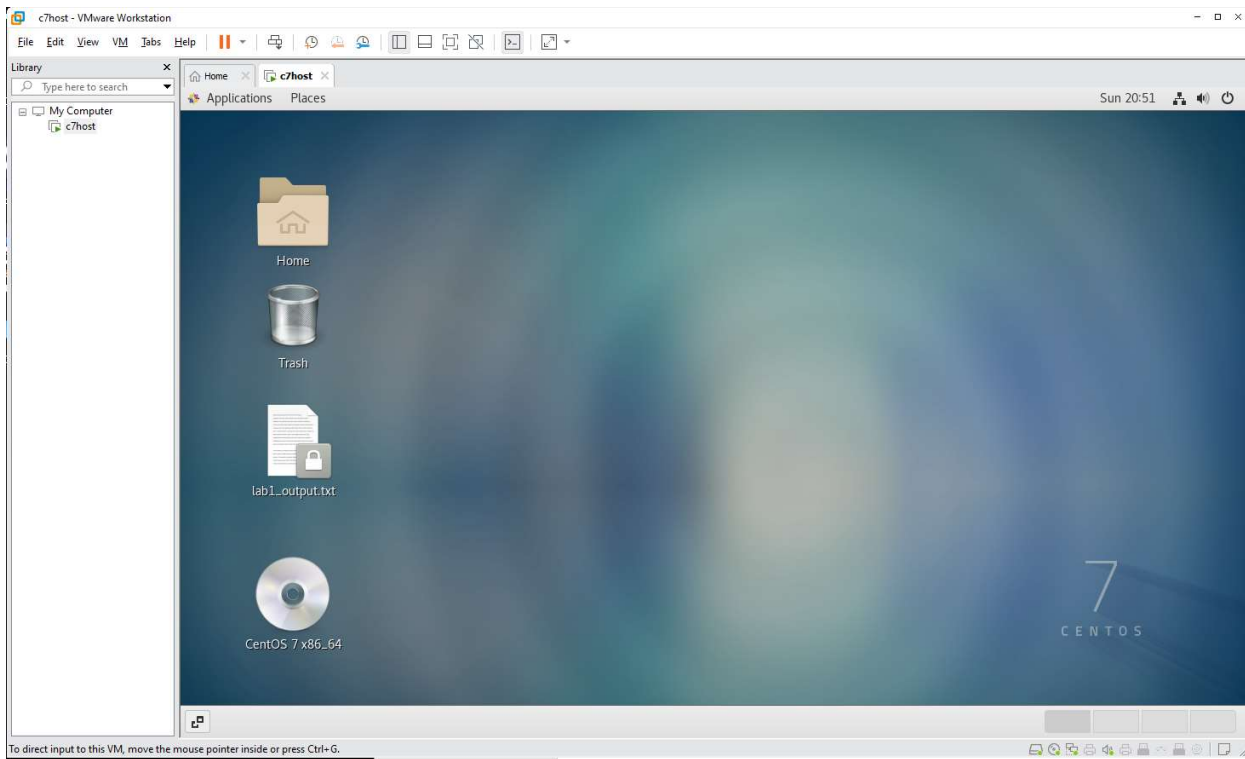 c7host - VMware Workstation
File Edit View VM Tabs Help
Library
Type here to search
My Computer
c7host
Home
c7host
Applications Places
Sun 20:51
Home
Trash
lab1_output.txt
CentOS 7 x86_64
7
CENTOS
To direct input to this VM, move the mouse pointer inside or press Ctrl+G.